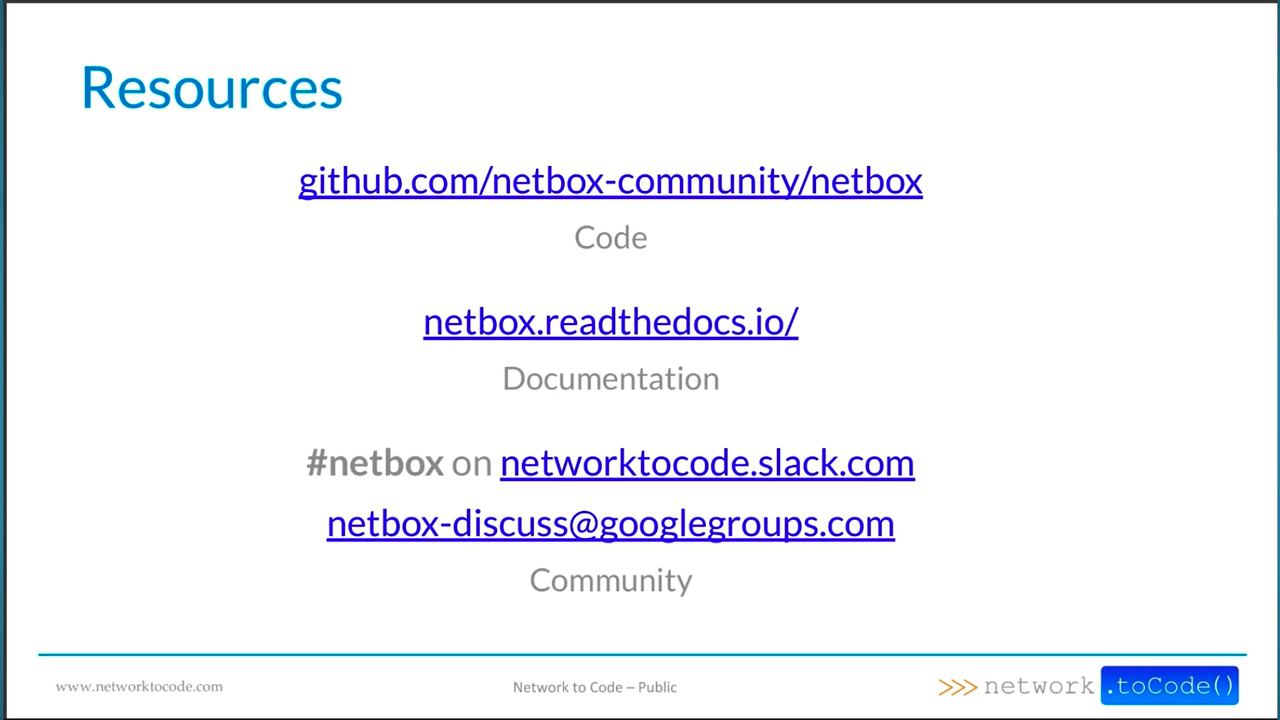 Resources
github.com/netbox-community/netbox
Code
netbox.readthedocs.io/
Documentation
#netbox on networktocode.slack.com
netbox-discuss@googlegroups.com
Community
www.networktocode.com
Network to Code – Public
>>> network .toCode()